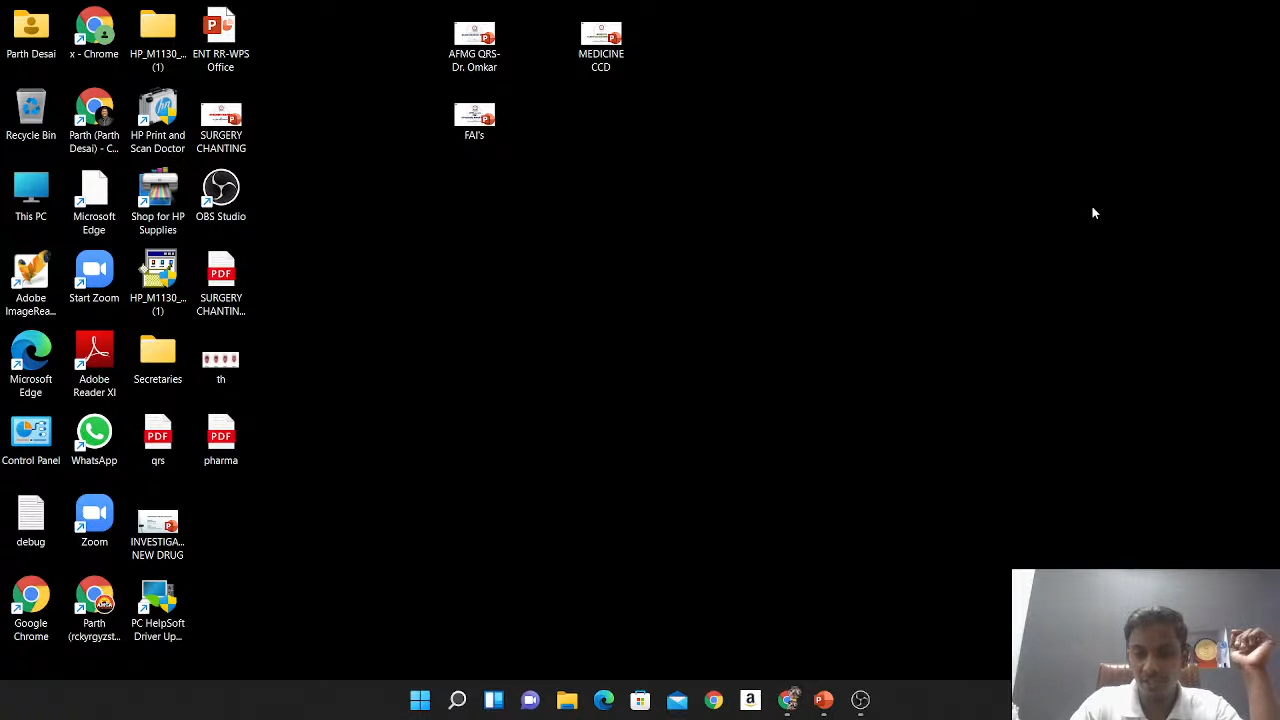 Parth Desai
x - Chrome
HP_M1130_...
(1)
ENT RR-WPS
Office
AFMG QRS-
Dr. Omkar
MEDICINE
CCD
Recycle Bin
Parth (Parth
Desai) - C...
HP Print and
Scan Doctor
SURGERY
CHANTING
FAI's
This PC
Microsoft
Edge
Shop for HP
Supplies
OBS Studio
Adobe
ImageRea...
Start Zoom
HP_M1130_...
(1)
PDF
SURGERY
CHANTIN...
Microsoft
Edge
Adobe
Reader XI
Secretaries
th
Control Panel
WhatsApp
PDF
qrs
PDF
pharma
debug
Zoom
INVESTIGA...
NEW DRUG
Google
Chrome
Parth
(rckyrgyzst...
PC HelpSoft
Driver Up...